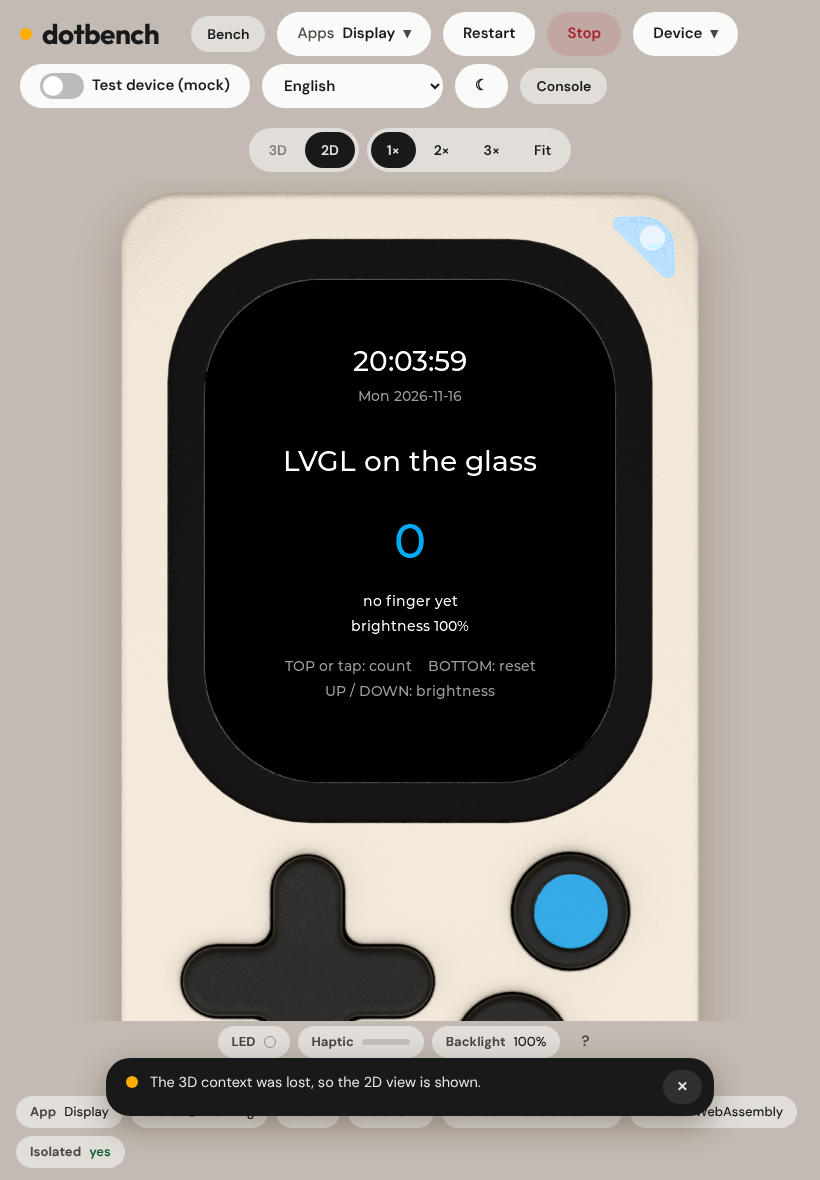 dotbench
Bench
Apps Display ▾
Restart
Stop
Device ▾
Test device (mock)
English
Console
3D 2D 1× 2× 3× Fit
20:03:59
Mon 2026-11-16
LVGL on the glass
0
no finger yet
brightness 100%
TOP or tap: count BOTTOM: reset
UP / DOWN: brightness
LED
Haptic
Backlight 100%
?
The 3D context was lost, so the 2D view is shown.
App Display
WebAssembly
Isolated yes